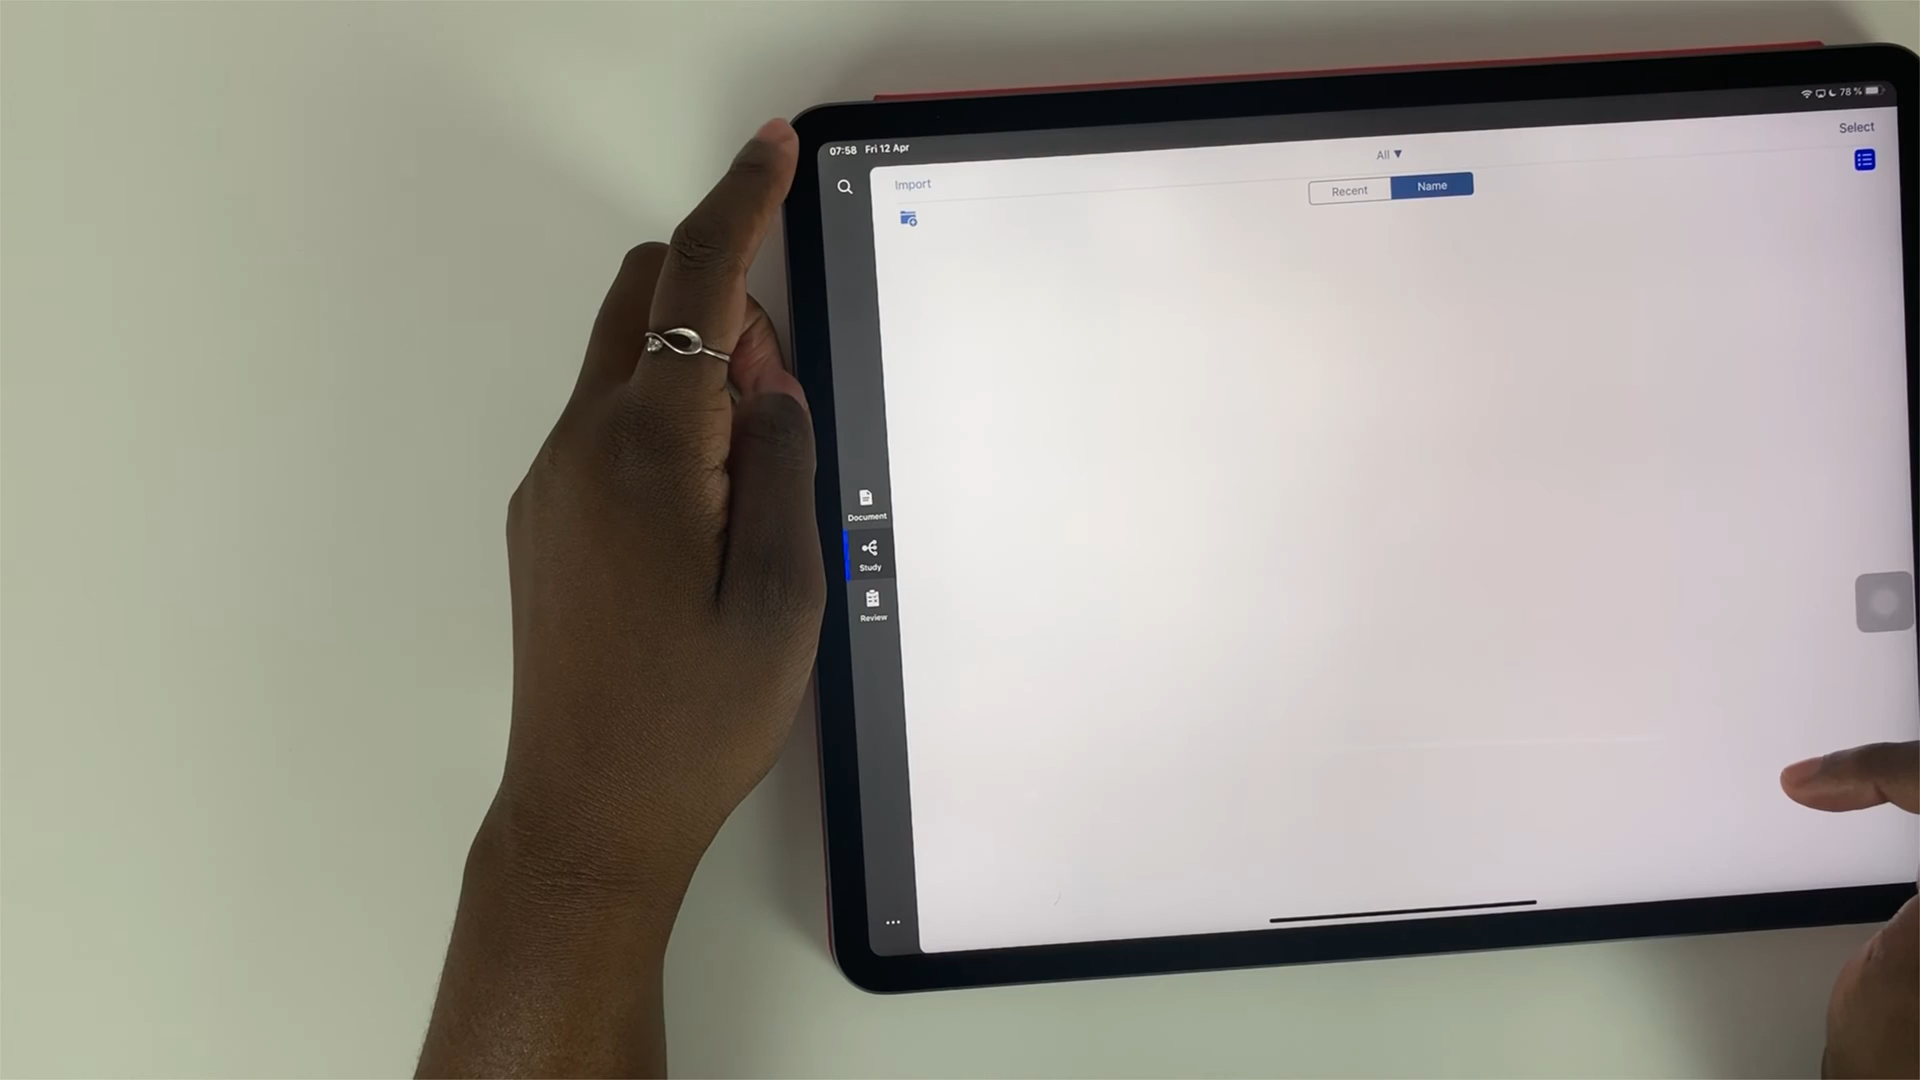 07:58 Fri 12 Apr
78 %
Select
All ▼
Import
Recent
Name
Document
Study
Review